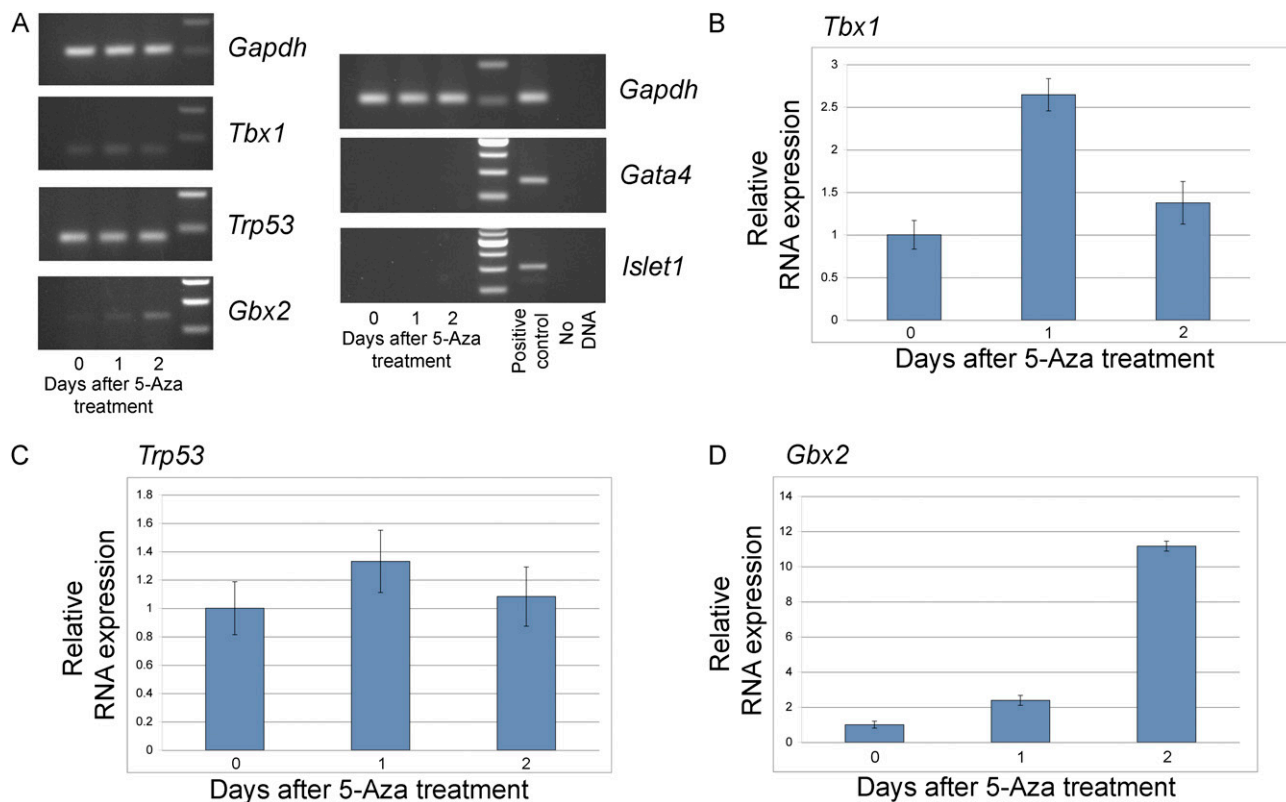 A
Gapdh
Tbx1
Trp53
Gbx2
0 1 2
Days after 5-Aza
treatment
Gapdh
Gata4
Islet1
0 1 2
Days after 5-Aza
treatment
Positive
control
No
DNA
B
Tbx1
Relative
RNA expression
3
2.5
2
1.5
1
0.5
0
0 1 2
Days after 5-Aza treatment
C
Trp53
Relative
RNA expression
1.8
1.6
1.4
1.2
1
0.8
0.6
0.4
0.2
0
0 1 2
Days after 5-Aza treatment
D
Gbx2
Relative
RNA expression
14
12
10
8
6
4
2
0
0 1 2
Days after 5-Aza treatment